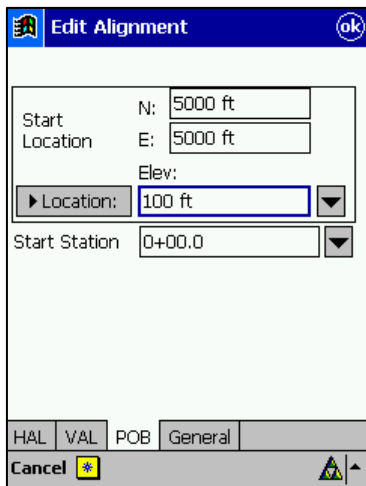 Edit Alignment ok
Start Location
N: 5000 ft
E: 5000 ft
Elev:
Location: 100 ft
Start Station 0+00.0
HAL VAL POB General
Cancel